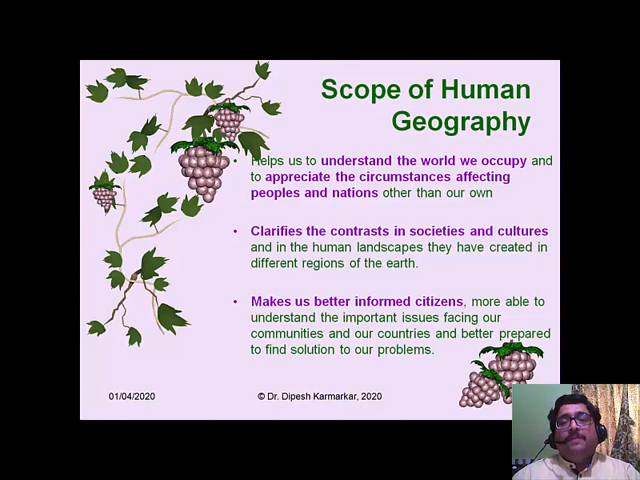 Scope of Human
Geography
• Helps us to understand the world we occupy and
to appreciate the circumstances affecting
peoples and nations other than our own
• Clarifies the contrasts in societies and cultures
and in the human landscapes they have created in
different regions of the earth.
• Makes us better informed citizens, more able to
understand the important issues facing our
communities and our countries and better prepared
to find solution to our problems.
01/04/2020 © Dr. Dipesh Karmarkar, 2020